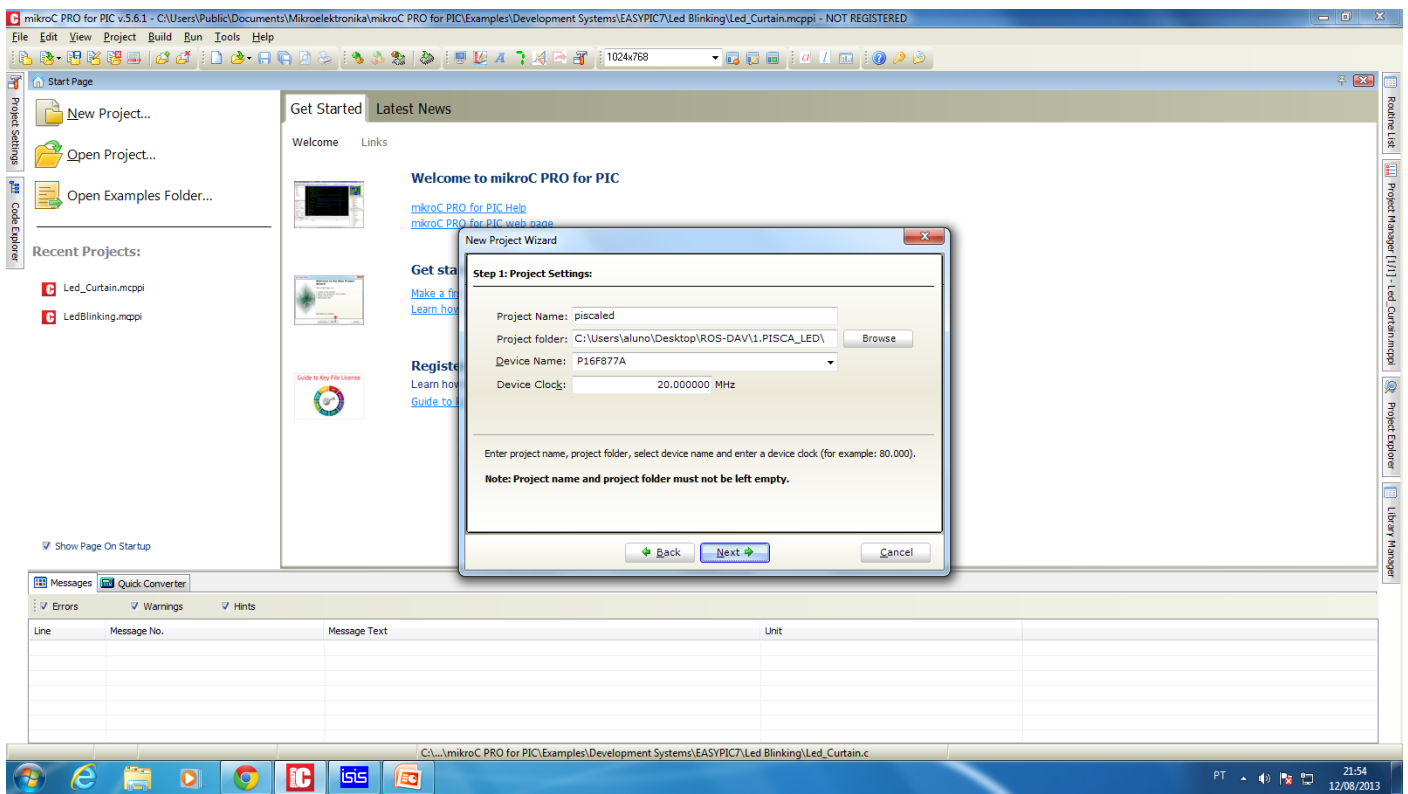 mikroC PRO for PIC v.5.6.1 - C:\Users\Public\Documents\Mikroelektronika\mikroC PRO for PIC\Examples\Development Systems\EASYPIC7\Led Blinking\Led_Curtain.mcppi - NOT REGISTERED
File Edit View Project Build Run Tools Help
1024x768
Start Page
Project Settings
Code Explorer
New Project...
Open Project...
Open Examples Folder...
Recent Projects:
Led_Curtain.mcppi
LedBlinking.mcppi
Show Page On Startup
Get Started Latest News
Welcome Links
Welcome to mikroC PRO for PIC
mikroC PRO for PIC Help
mikroC PRO for PIC web page
Get sta
Make a fir
Learn how
Registe
Guide to Key File License
Learn how
Guide to
New Project Wizard
Step 1: Project Settings:
Project Name: piscaled
Project folder: C:\Users\aluno\Desktop\ROS-DAV\1.PISCA_LED\ Browse
Device Name: P16F877A
Device Clock: 20.000000 MHz
Enter project name, project folder, select device name and enter a device clock (for example: 80.000).
Note: Project name and project folder must not be left empty.
Back Next Cancel
Routine List
Project Manager [1/1] - Led_Curtain.mcppi
Project Explorer
Library Manager
Messages Quick Converter
Errors Warnings Hints
Line Message No. Message Text Unit
C:\...\mikroC PRO for PIC\Examples\Development Systems\EASYPIC7\Led Blinking\Led_Curtain.c
isis
PT 21:54
12/08/2013